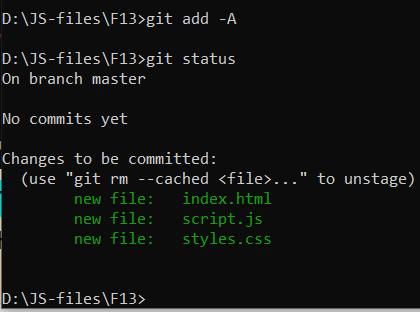 D:\JS-files\F13>git add -A
D:\JS-files\F13>git status
On branch master
No commits yet
Changes to be committed:
  (use "git rm --cached <file>..." to unstage)
        new file:   index.html
        new file:   script.js
        new file:   styles.css
D:\JS-files\F13>